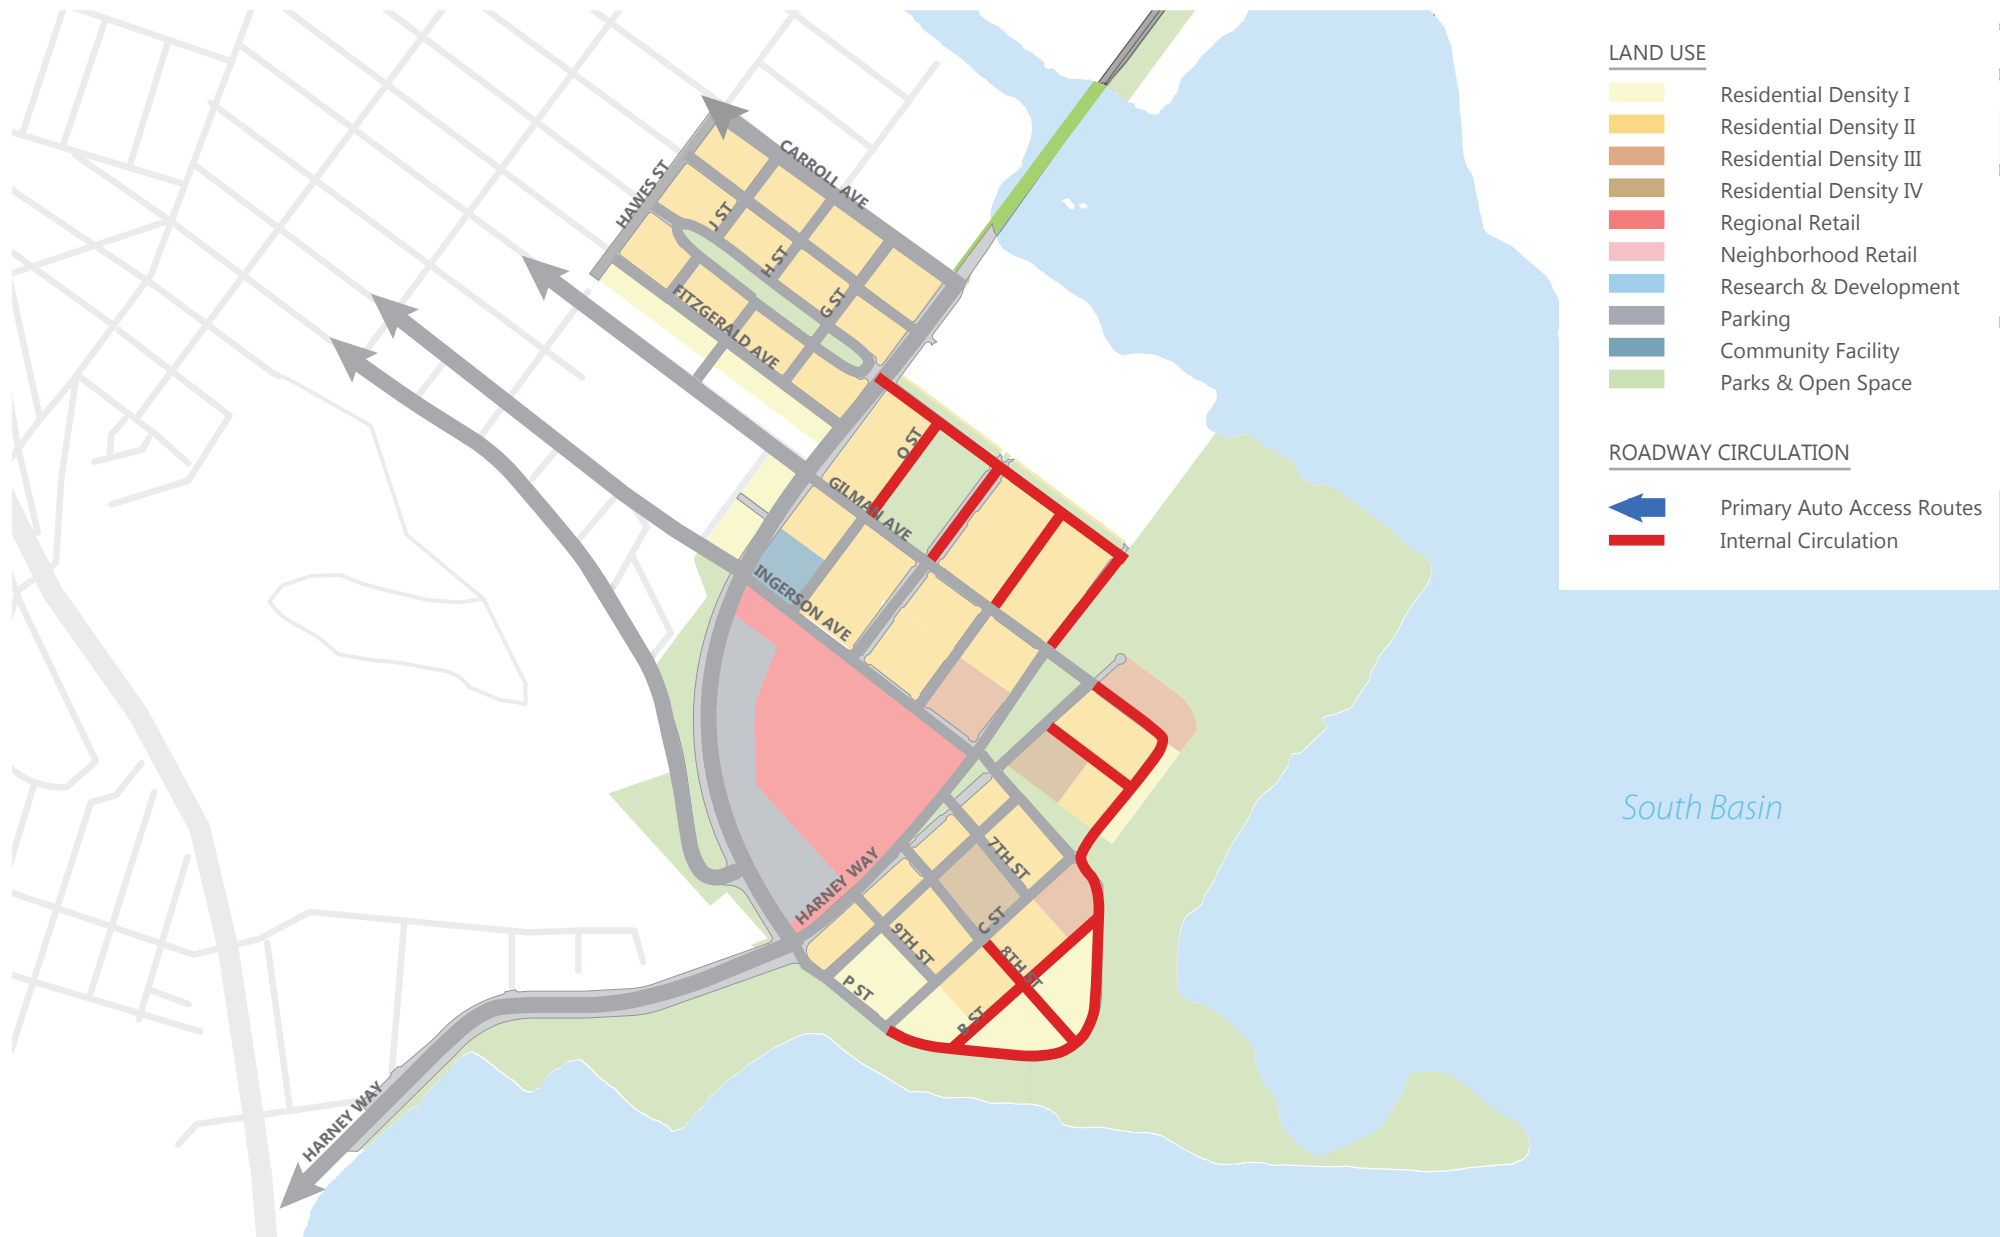 LAND USE
Residential Density I
Residential Density II
Residential Density III
Residential Density IV
Regional Retail
Neighborhood Retail
Research & Development
Parking
Community Facility
Parks & Open Space
ROADWAY CIRCULATION
Primary Auto Access Routes
Internal Circulation
CARROLL AVE
HAWES ST
J ST
H ST
G ST
FITZGERALD AVE
Q ST
GILMAN AVE
INGERSON AVE
South Basin
HARNEY WAY
7TH ST
C ST
9TH ST
8TH ST
P ST
B ST
HARNEY WAY